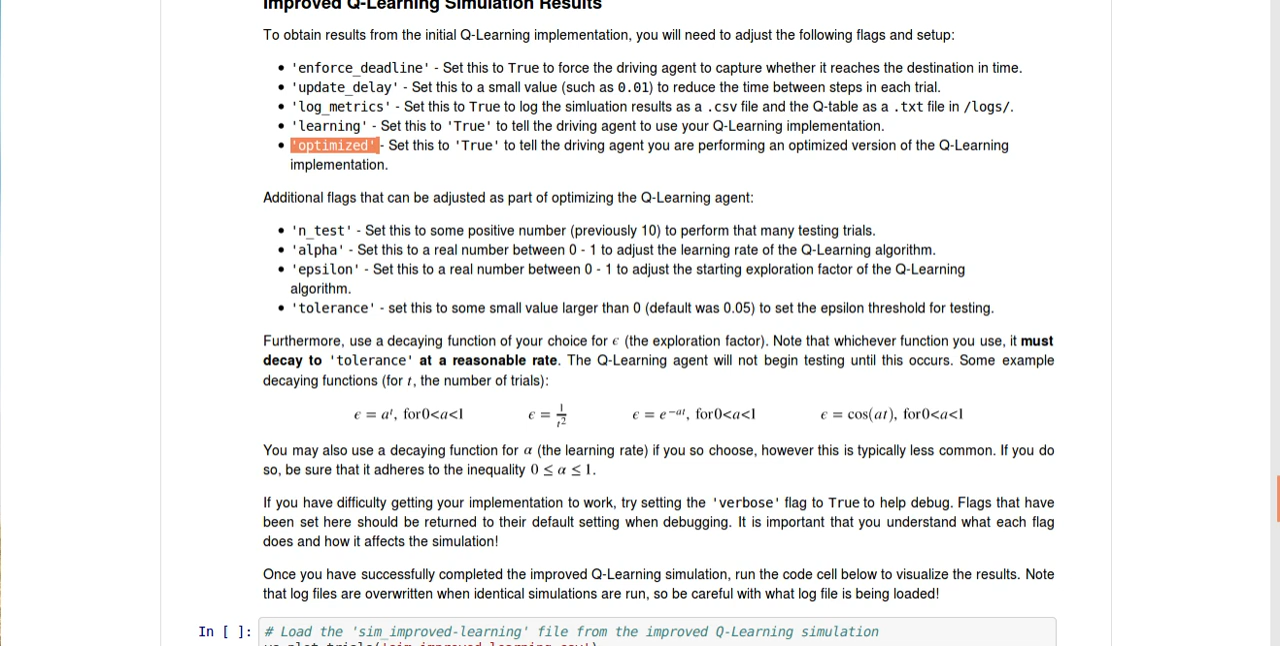 Improved Q-Learning Simulation Results
To obtain results from the initial Q-Learning implementation, you will need to adjust the following flags and setup:
• 'enforce_deadline' - Set this to True to force the driving agent to capture whether it reaches the destination in time.
• 'update_delay' - Set this to a small value (such as 0.01) to reduce the time between steps in each trial.
• 'log_metrics' - Set this to True to log the simluation results as a .csv file and the Q-table as a .txt file in /logs/.
• 'learning' - Set this to 'True' to tell the driving agent to use your Q-Learning implementation.
• 'optimized' - Set this to 'True' to tell the driving agent you are performing an optimized version of the Q-Learning
implementation.
Additional flags that can be adjusted as part of optimizing the Q-Learning agent:
• 'n_test' - Set this to some positive number (previously 10) to perform that many testing trials.
• 'alpha' - Set this to a real number between 0 - 1 to adjust the learning rate of the Q-Learning algorithm.
• 'epsilon' - Set this to a real number between 0 - 1 to adjust the starting exploration factor of the Q-Learning
algorithm.
• 'tolerance' - set this to some small value larger than 0 (default was 0.05) to set the epsilon threshold for testing.
Furthermore, use a decaying function of your choice for ϵ (the exploration factor). Note that whichever function you use, it must
decay to 'tolerance' at a reasonable rate. The Q-Learning agent will not begin testing until this occurs. Some example
decaying functions (for t, the number of trials):
ϵ = a^t, for0<a<1 ϵ = 1/t^2 ϵ = e^−at, for0<a<1 ϵ = cos(at), for0<a<1
You may also use a decaying function for α (the learning rate) if you so choose, however this is typically less common. If you do
so, be sure that it adheres to the inequality 0 ≤ α ≤ 1.
If you have difficulty getting your implementation to work, try setting the 'verbose' flag to True to help debug. Flags that have
been set here should be returned to their default setting when debugging. It is important that you understand what each flag
does and how it affects the simulation!
Once you have successfully completed the improved Q-Learning simulation, run the code cell below to visualize the results. Note
that log files are overwritten when identical simulations are run, so be careful with what log file is being loaded!
In [ ]: # Load the 'sim_improved-learning' file from the improved Q-Learning simulation